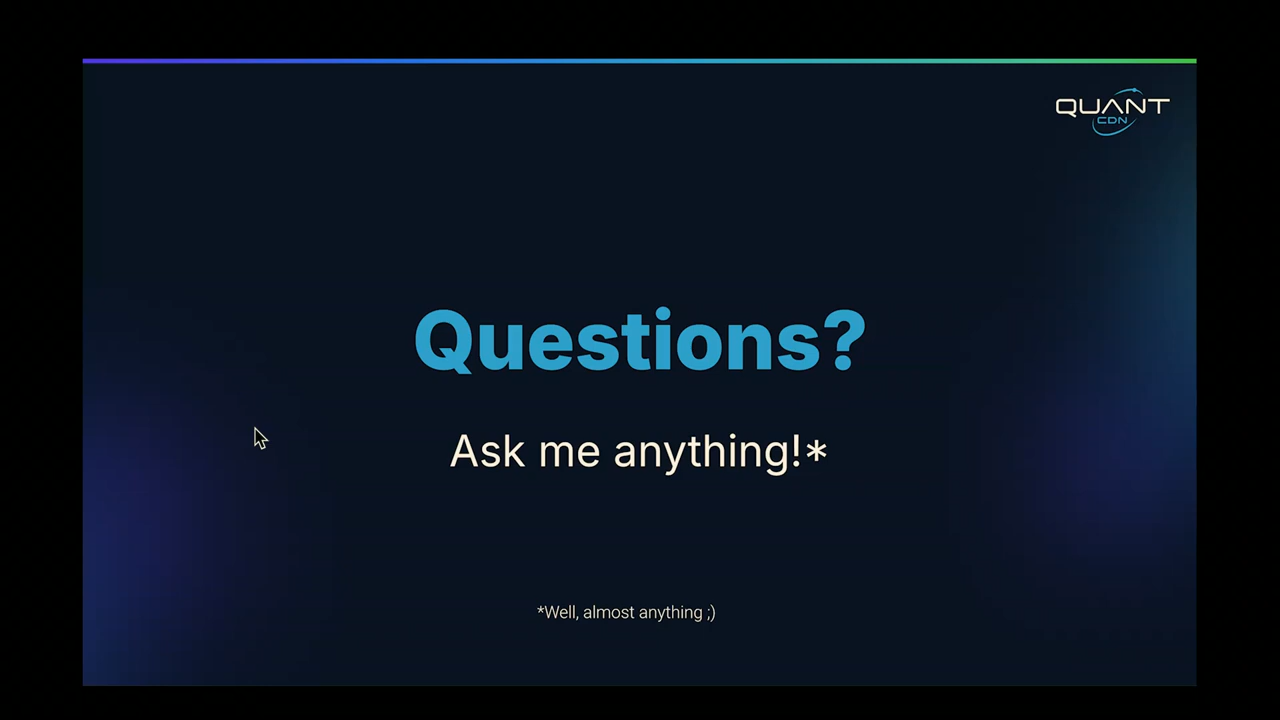 QUANT
CDN
Questions?
Ask me anything!*
*Well, almost anything ;)